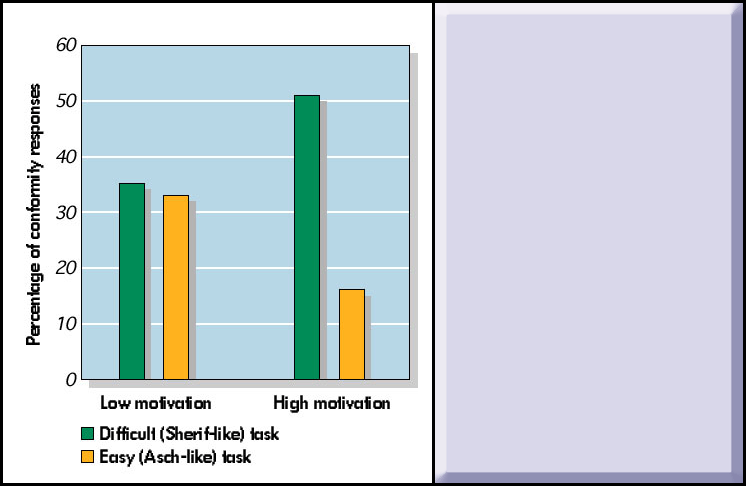 Percentage of conformity responses
60
50
40
30
20
10
0
Low motivation
High motivation
Difficult (Sherif-like) task
Easy (Asch-like) task